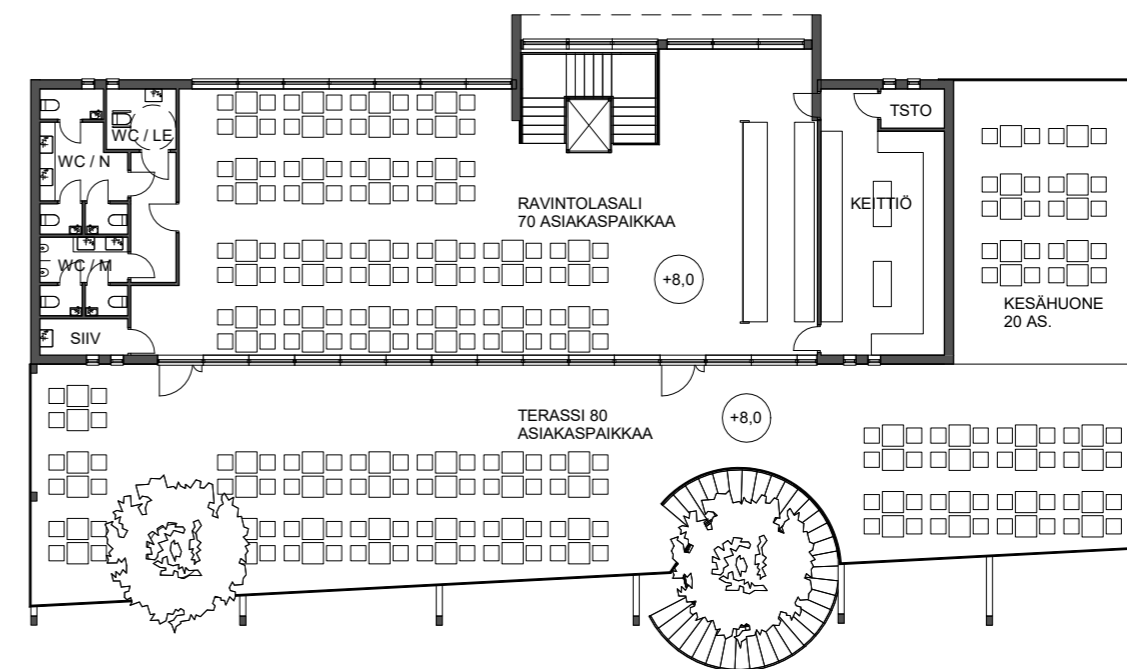 WC / LE
TSTO
WC / N
RAVINTOLASALI
70 ASIAKASPAIKKAA
KEITTIÖ
+8,0
WC / M
KESÄHUONE
20 AS.
SIIV
TERASSI 80
ASIAKASPAIKKAA
+8,0